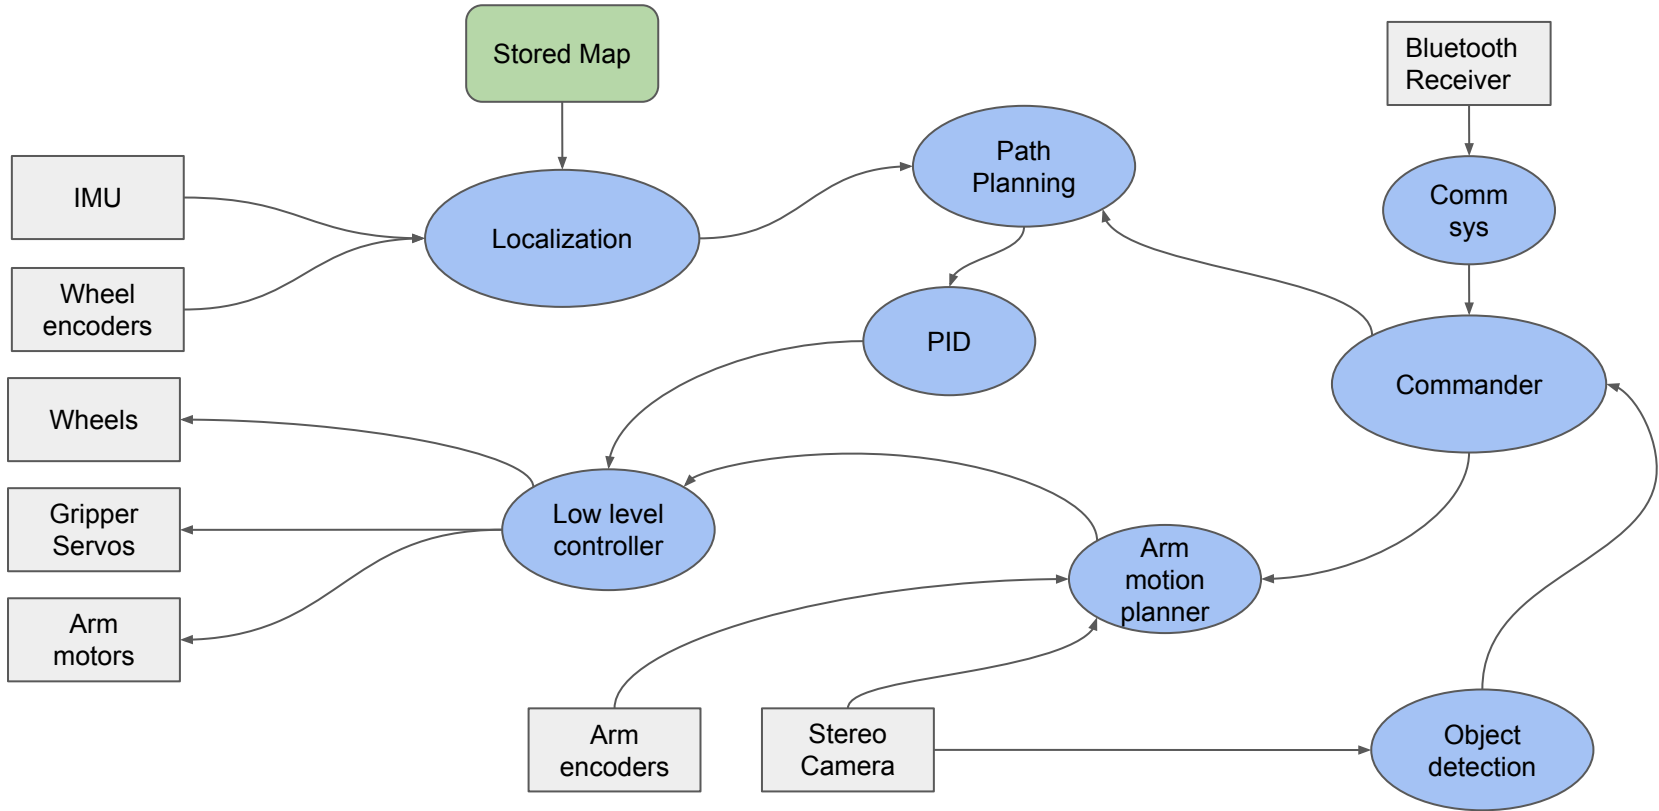 Stored Map
Bluetooth
Receiver
Path
Planning
IMU
Comm
sys
Localization
Wheel
encoders
PID
Commander
Wheels
Gripper
Servos
Low level
controller
Arm
motion
planner
Arm
motors
Arm
encoders
Stereo
Camera
Object
detection